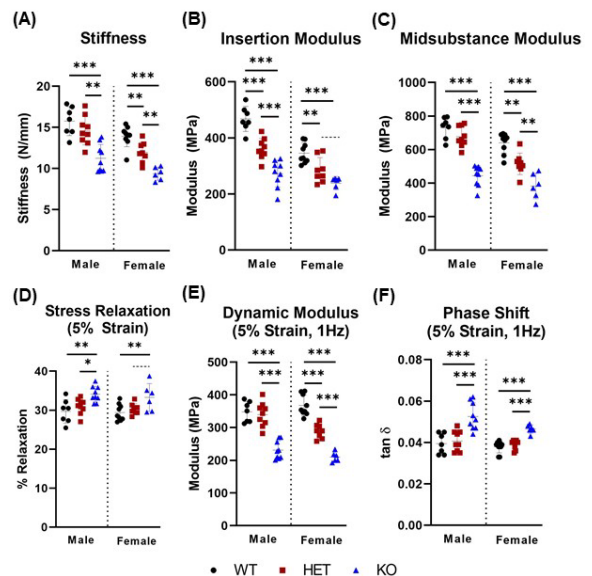 (A) Stiffness
*** *** ** ** **
Stiffness (N/mm)
20
15
10
5
0
Male Female
(B) Insertion Modulus
*** *** *** *** **
Modulus (MPa)
600
400
200
0
Male Female
(C) Midsubstance Modulus
*** *** *** ** **
Modulus (MPa)
1000
800
600
400
200
0
Male Female
(D) Stress Relaxation
(5% Strain)
** * **
% Relaxation
40
30
20
10
0
Male Female
(E) Dynamic Modulus
(5% Strain, 1Hz)
*** *** *** *** ***
Modulus (MPa)
500
400
300
200
100
0
Male Female
(F) Phase Shift
(5% Strain, 1Hz)
*** *** *** ***
tan δ
0.08
0.06
0.04
0.02
0.00
Male Female
WT HET KO